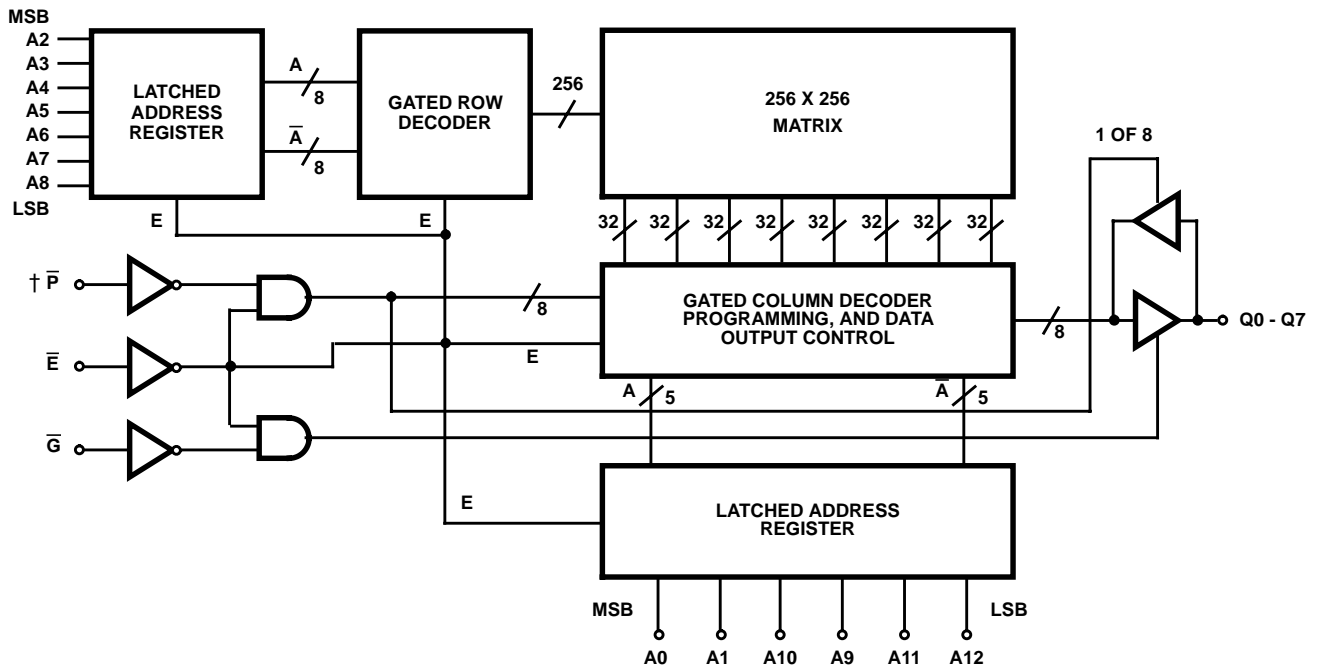 MSB
A2
A3
A4
A5
A6
A7
A8
LSB
LATCHED
ADDRESS
REGISTER
A
8
A̅
8
GATED ROW
DECODER
256
256 X 256
MATRIX
1 OF 8
E
E
32
32
32
32
32
32
32
32
† P̅
8
GATED COLUMN DECODER
PROGRAMMING, AND DATA
OUTPUT CONTROL
8
Q0 - Q7
E̅
E
A
5
A̅
5
G̅
E
LATCHED ADDRESS
REGISTER
MSB
LSB
A0
A1
A10
A9
A11
A12